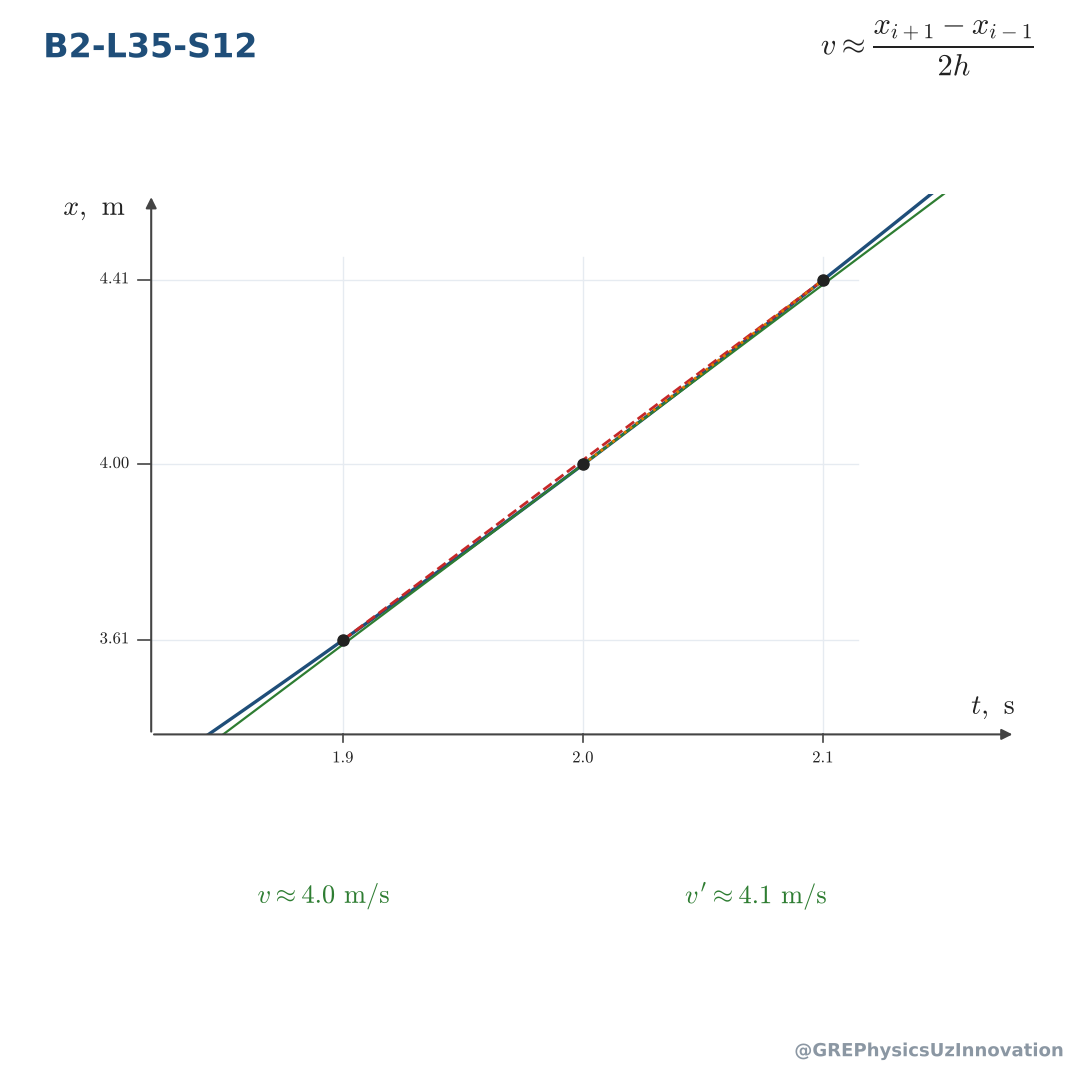 B2-L35-S12
v ≈ \frac{x_{i+1} − x_{i−1}}{2h}
x, m
4.41
4.00
3.61
t, s
1.9 2.0 2.1
v ≈ 4.0 m/s v′ ≈ 4.1 m/s
@GREPhysicsUzInnovation